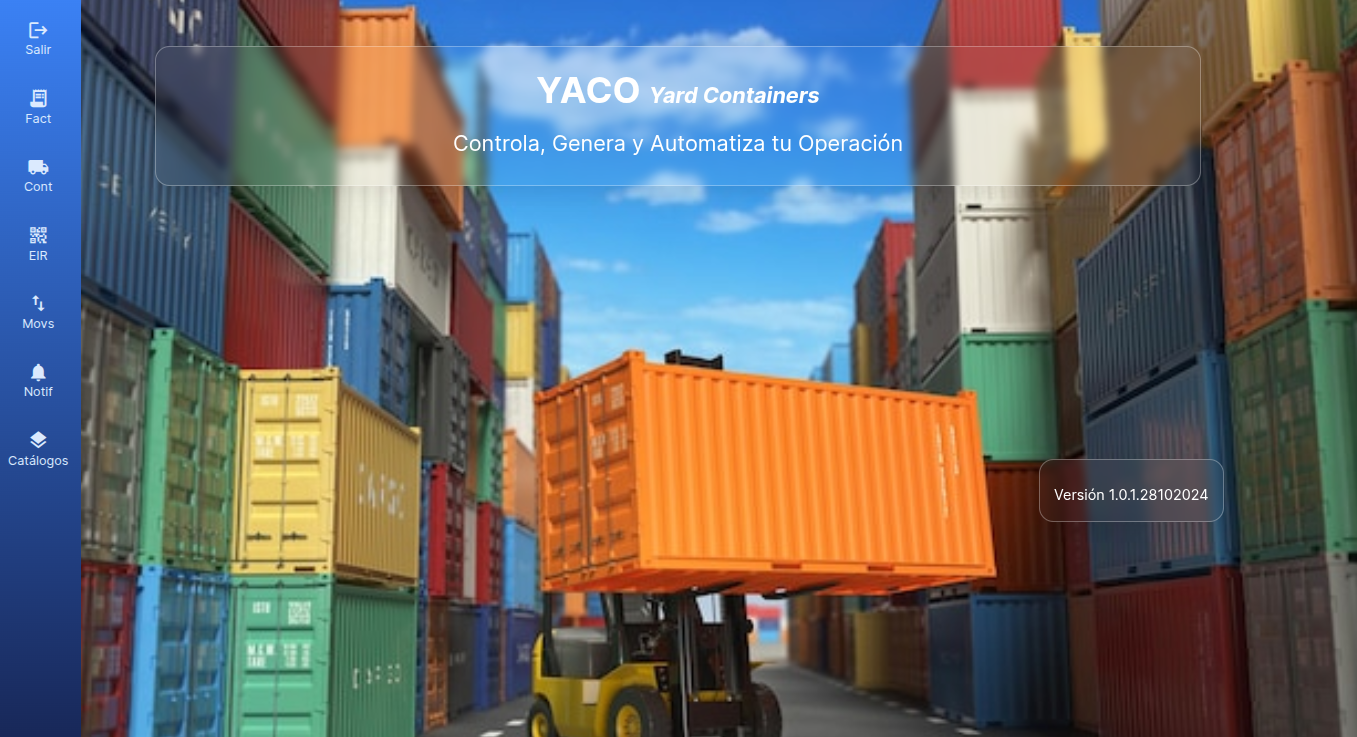 Salir
Fact
Cont
EIR
Movs
Notif
Catálogos
YACO Yard Containers
Controla, Genera y Automatiza tu Operación
Versión 1.0.1.28102024